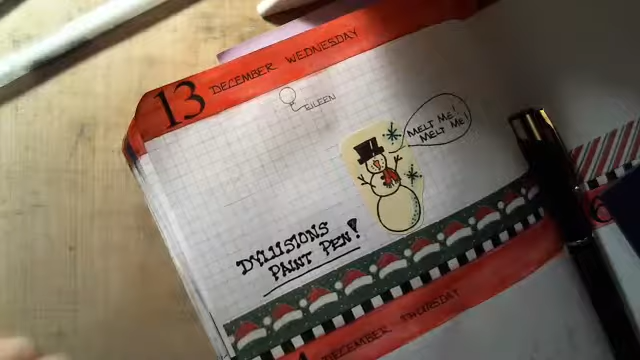 13 DECEMBER WEDNESDAY
EILEEN
MELT ME!
MELT ME!
DYLUSIONS
PAINT PEN!
DECEMBER THURSDAY